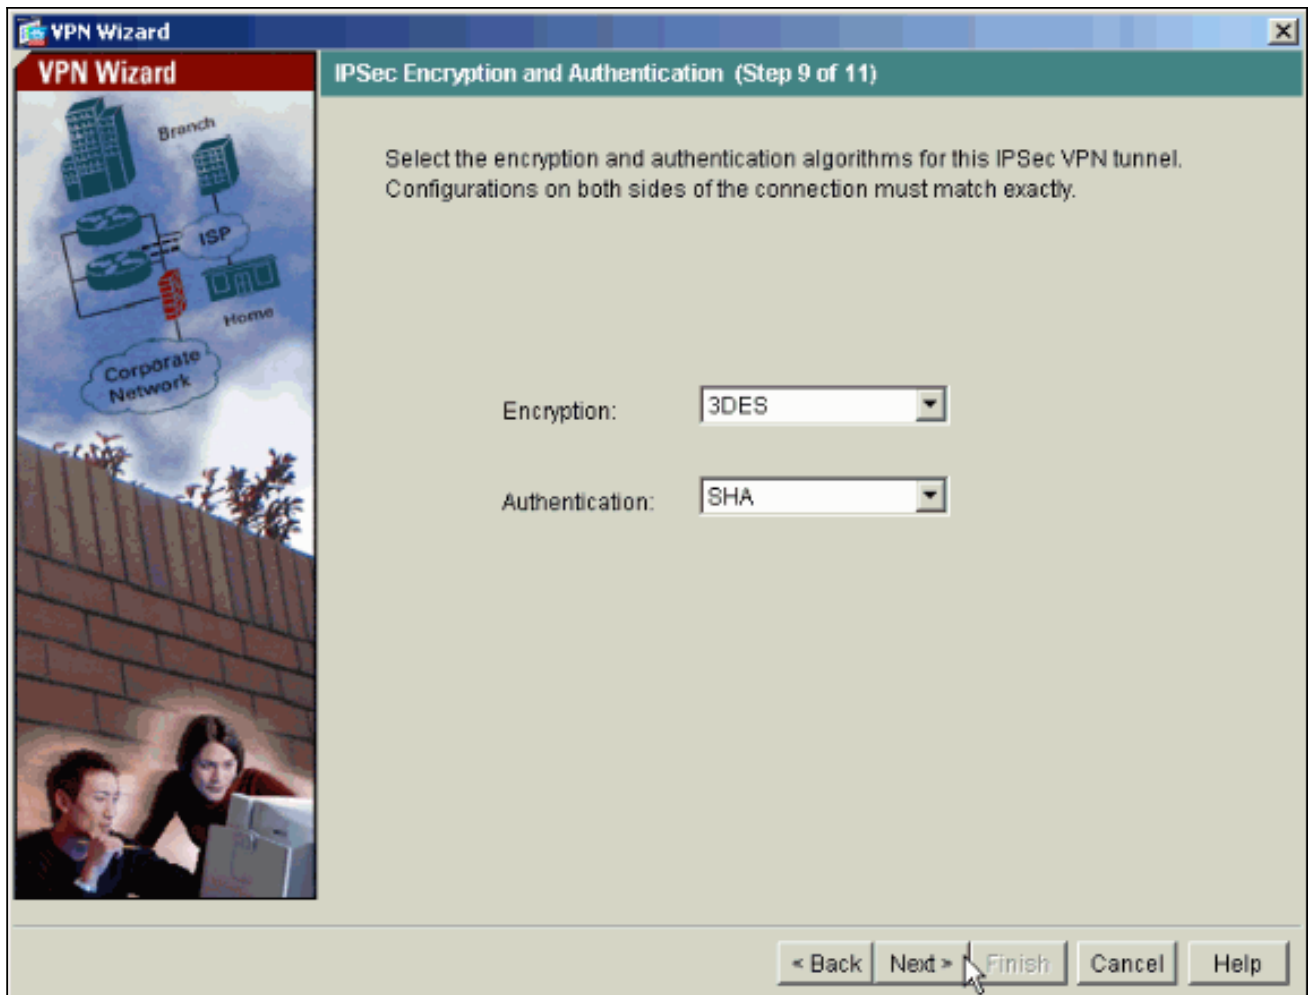 VPN Wizard
VPN Wizard
IPSec Encryption and Authentication (Step 9 of 11)
Branch
ISP
Home
Corporate
Network
Select the encryption and authentication algorithms for this IPSec VPN tunnel.
Configurations on both sides of the connection must match exactly.
Encryption: 3DES
Authentication: SHA
< Back Next > Finish Cancel Help